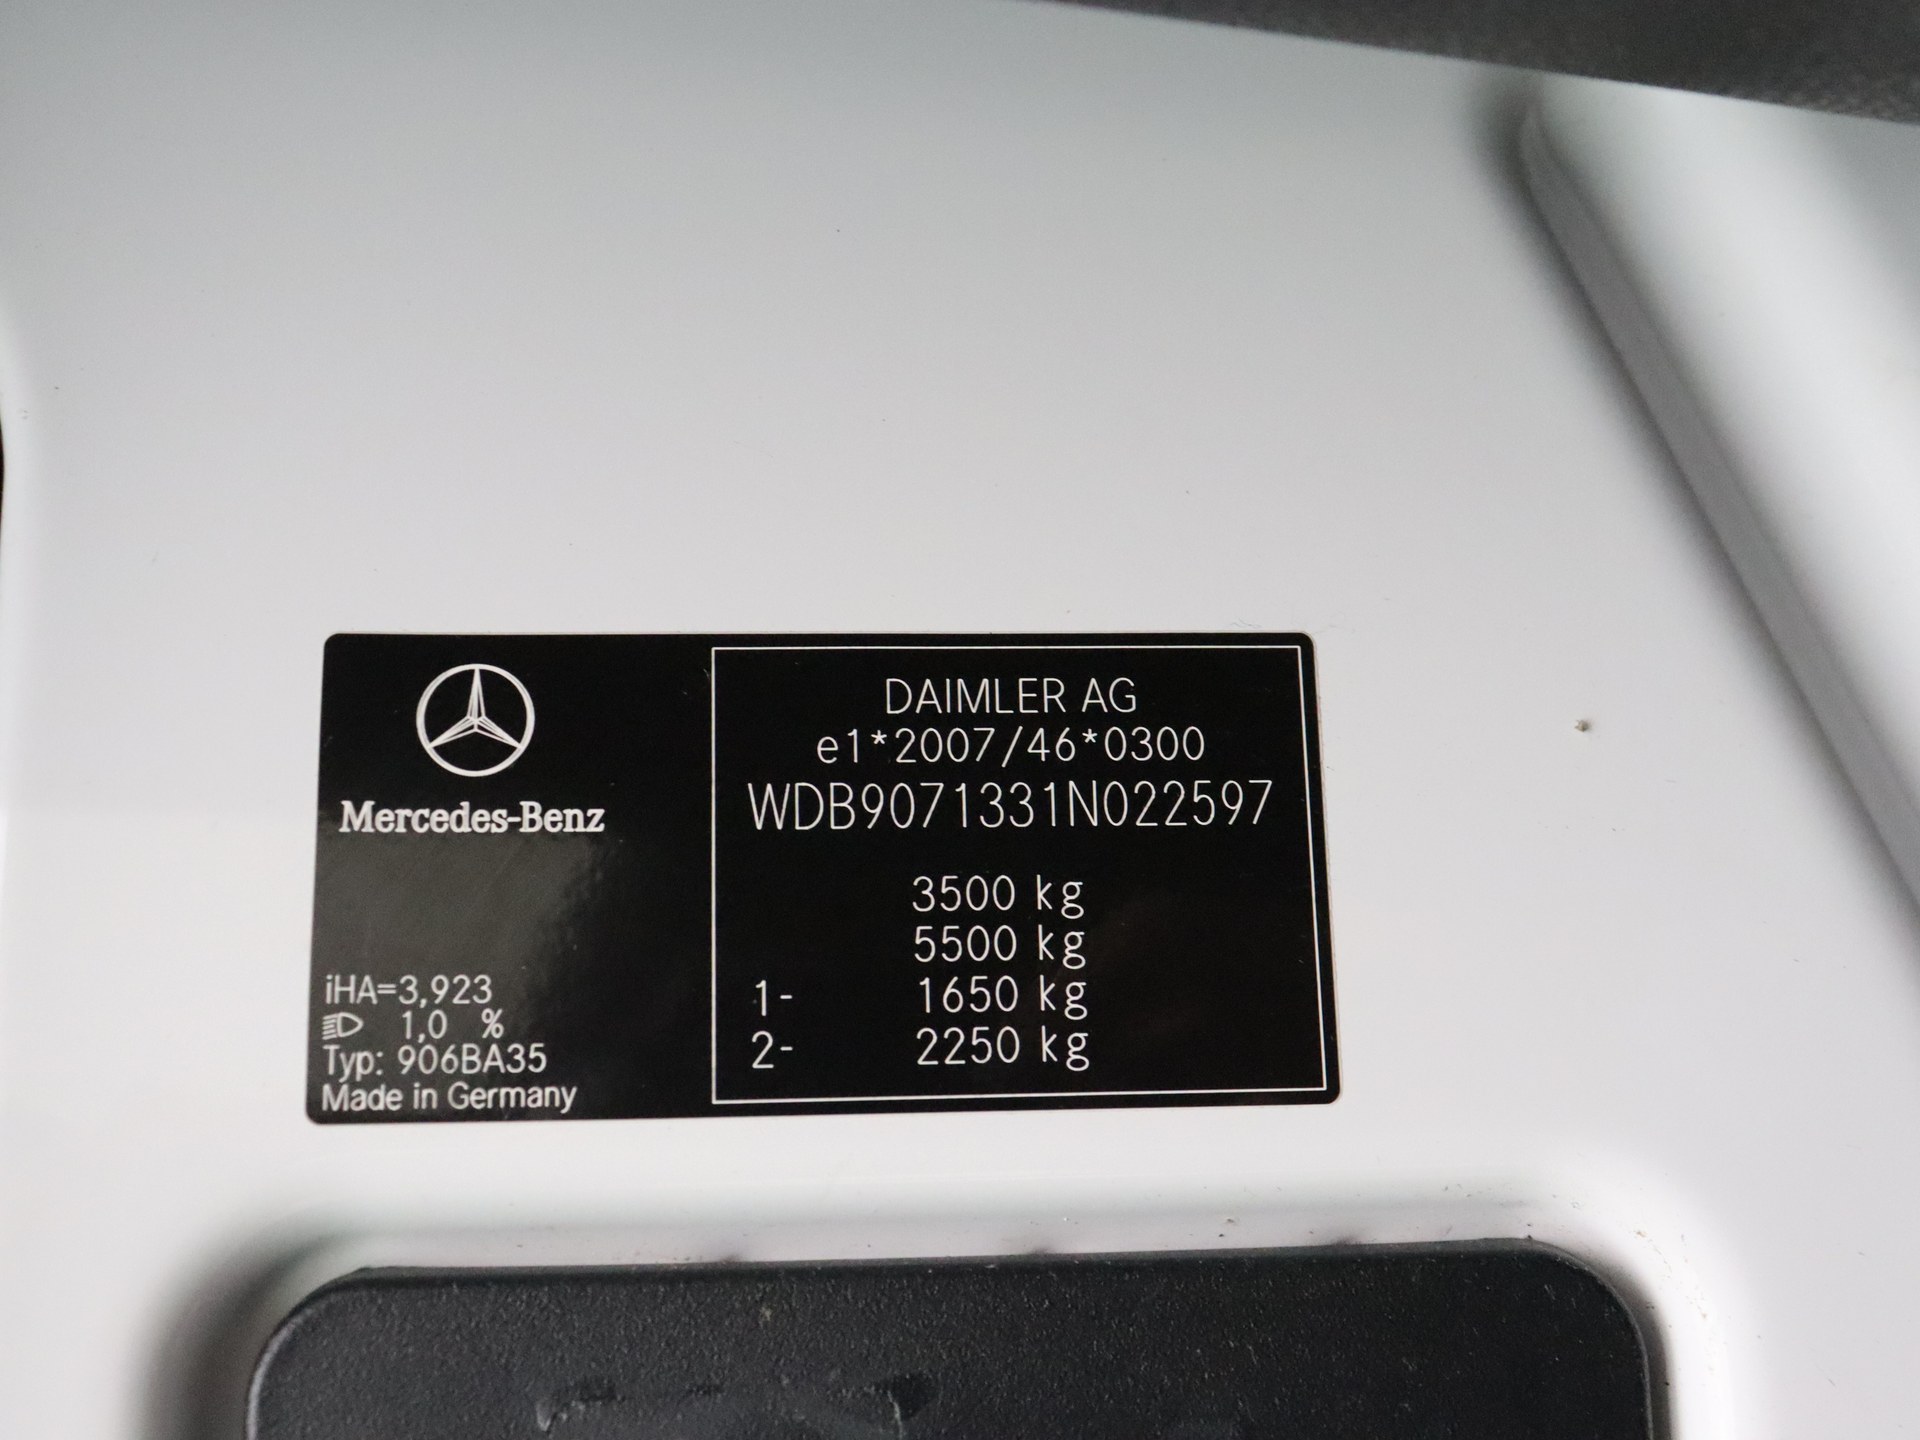 Mercedes-Benz
iHA=3,923
1,0 %
Typ: 906BA35
Made in Germany
DAIMLER AG
e1*2007/46*0300
WDB9071331N022597
3500 kg
5500 kg
1- 1650 kg
2- 2250 kg